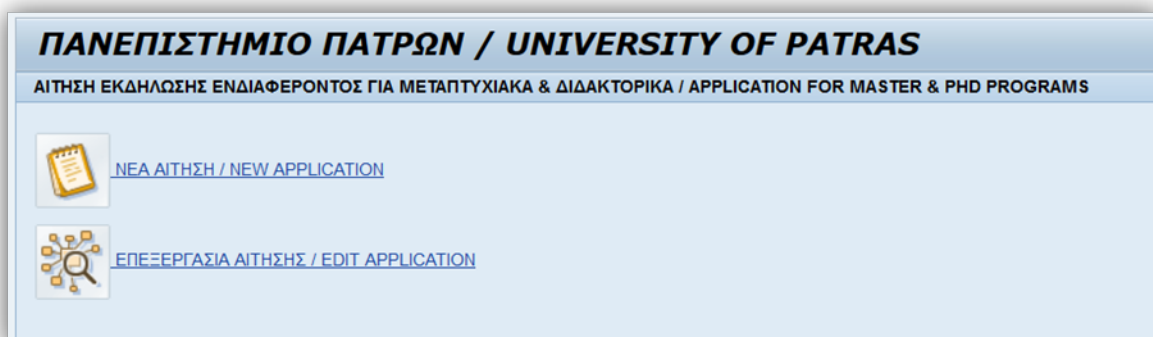 ΠΑΝΕΠΙΣΤΗΜΙΟ ΠΑΤΡΩΝ / UNIVERSITY OF PATRAS
ΑΙΤΗΣΗ ΕΚΔΗΛΩΣΗΣ ΕΝΔΙΑΦΕΡΟΝΤΟΣ ΓΙΑ ΜΕΤΑΠΤΥΧΙΑΚΑ & ΔΙΔΑΚΤΟΡΙΚΑ / APPLICATION FOR MASTER & PHD PROGRAMS
ΝΕΑ ΑΙΤΗΣΗ / NEW APPLICATION
ΕΠΕΞΕΡΓΑΣΙΑ ΑΙΤΗΣΗΣ / EDIT APPLICATION